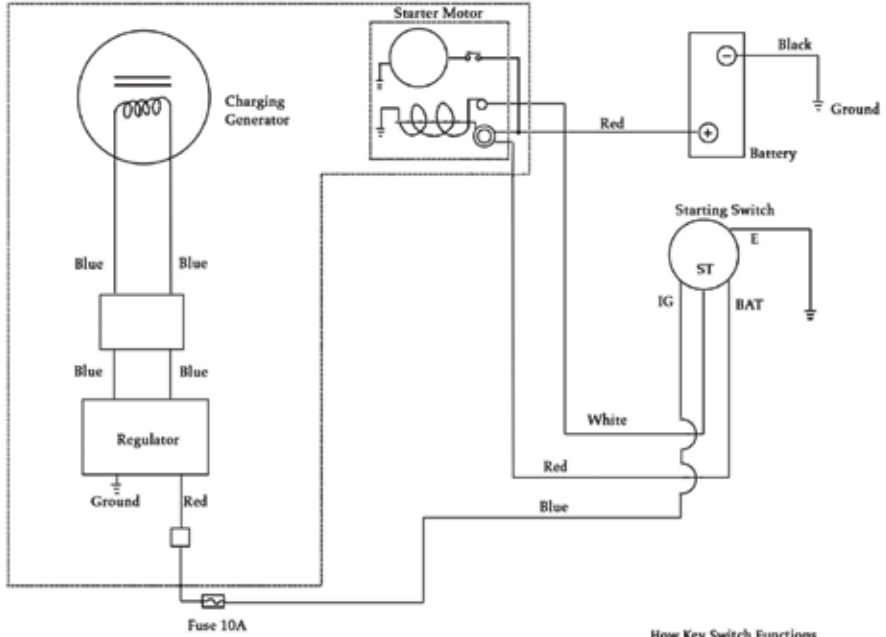 Starter Motor
Charging
Generator
Black
Ground
Red
Battery
Starting Switch
E
ST
IG
BAT
Blue
Blue
Blue
Blue
Regulator
Ground
Red
White
Red
Blue
Fuse 10A
How Key Switch Functions